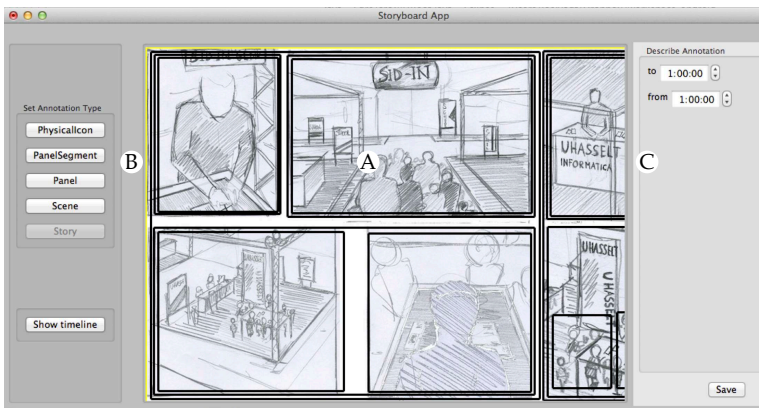 Storyboard App
Set Annotation Type
PhysicalIcon
PanelSegment
Panel
Scene
Story
Show timeline
B
SiD-IN
A
UHASSELT
INFORMATICA
UHASSELT
UHASSELT
C
Describe Annotation
to 1:00:00
from 1:00:00
Save